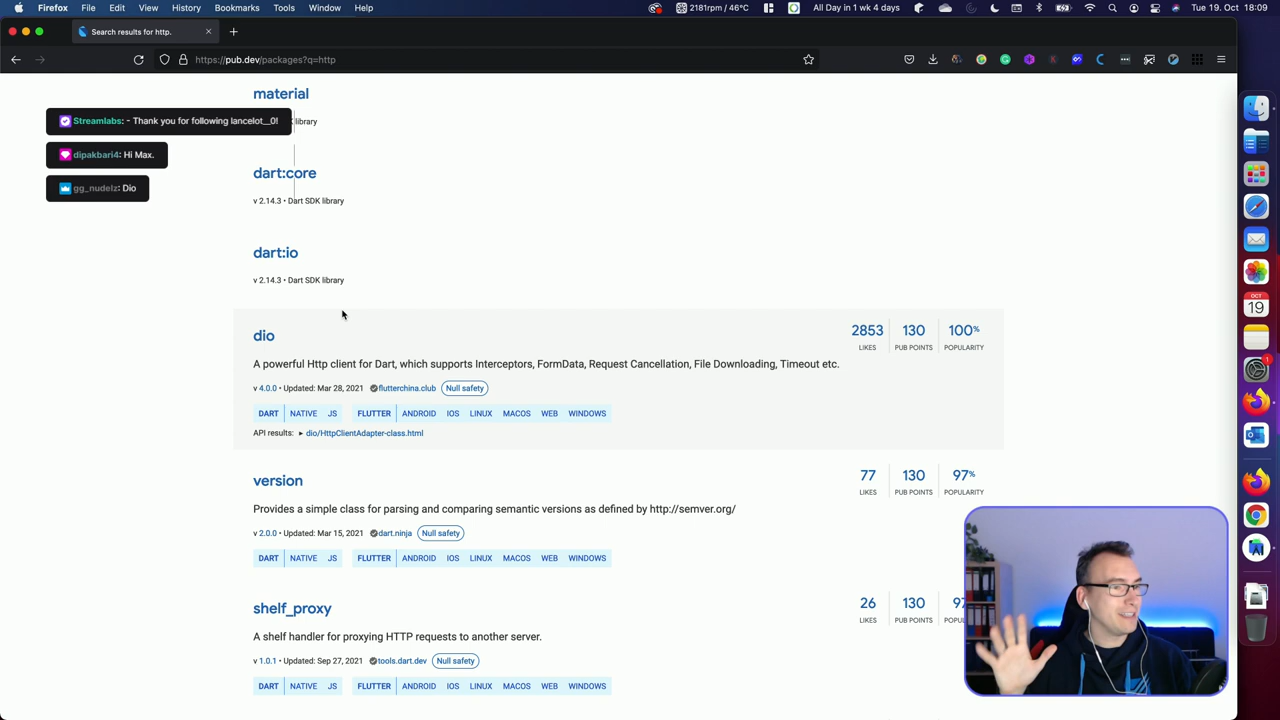 Firefox File Edit View History Bookmarks Tools Window Help
2181rpm / 46°C All Day in 1 wk 4 days Tue 19. Oct 18:09
Search results for http.
https://pub.dev/packages?q=http
material
Streamlabs: - Thank you for following lancelot__0!
library
dipakbari4: Hi Max.
dart:core
gg_nudelz: Dio
v 2.14.3 • Dart SDK library
dart:io
v 2.14.3 • Dart SDK library
dio
2853 130 100%
LIKES PUB POINTS POPULARITY
A powerful Http client for Dart, which supports Interceptors, FormData, Request Cancellation, File Downloading, Timeout etc.
v 4.0.0 • Updated: Mar 28, 2021 flutterchina.club Null safety
DART NATIVE JS FLUTTER ANDROID IOS LINUX MACOS WEB WINDOWS
API results: ▸ dio/HttpClientAdapter-class.html
version
77 130 97%
LIKES PUB POINTS POPULARITY
Provides a simple class for parsing and comparing semantic versions as defined by http://semver.org/
v 2.0.0 • Updated: Mar 15, 2021 dart.ninja Null safety
DART NATIVE JS FLUTTER ANDROID IOS LINUX MACOS WEB WINDOWS
shelf_proxy
26 130 97
LIKES PUB POINTS POPUL
A shelf handler for proxying HTTP requests to another server.
v 1.0.1 • Updated: Sep 27, 2021 tools.dart.dev Null safety
DART NATIVE JS FLUTTER ANDROID IOS LINUX MACOS WEB WINDOWS
OCT
19
1